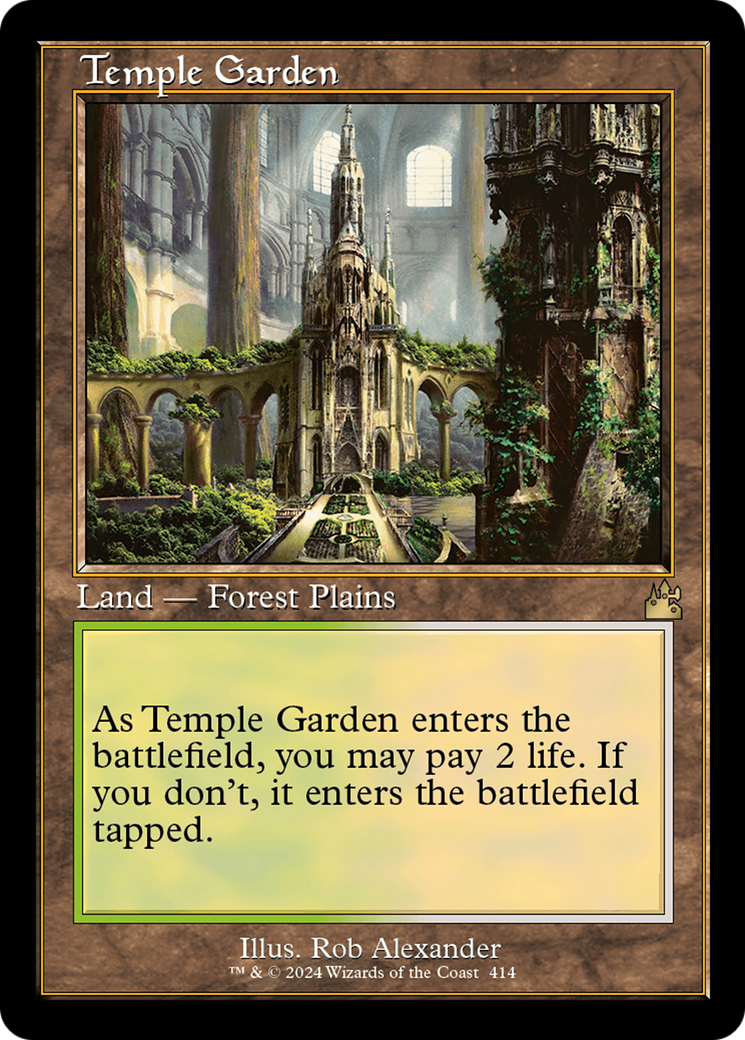 Temple Garden
Land — Forest Plains
As Temple Garden enters the
battlefield, you may pay 2 life. If
you don't, it enters the battlefield
tapped.
Illus. Rob Alexander
™ & © 2024 Wizards of the Coast 414